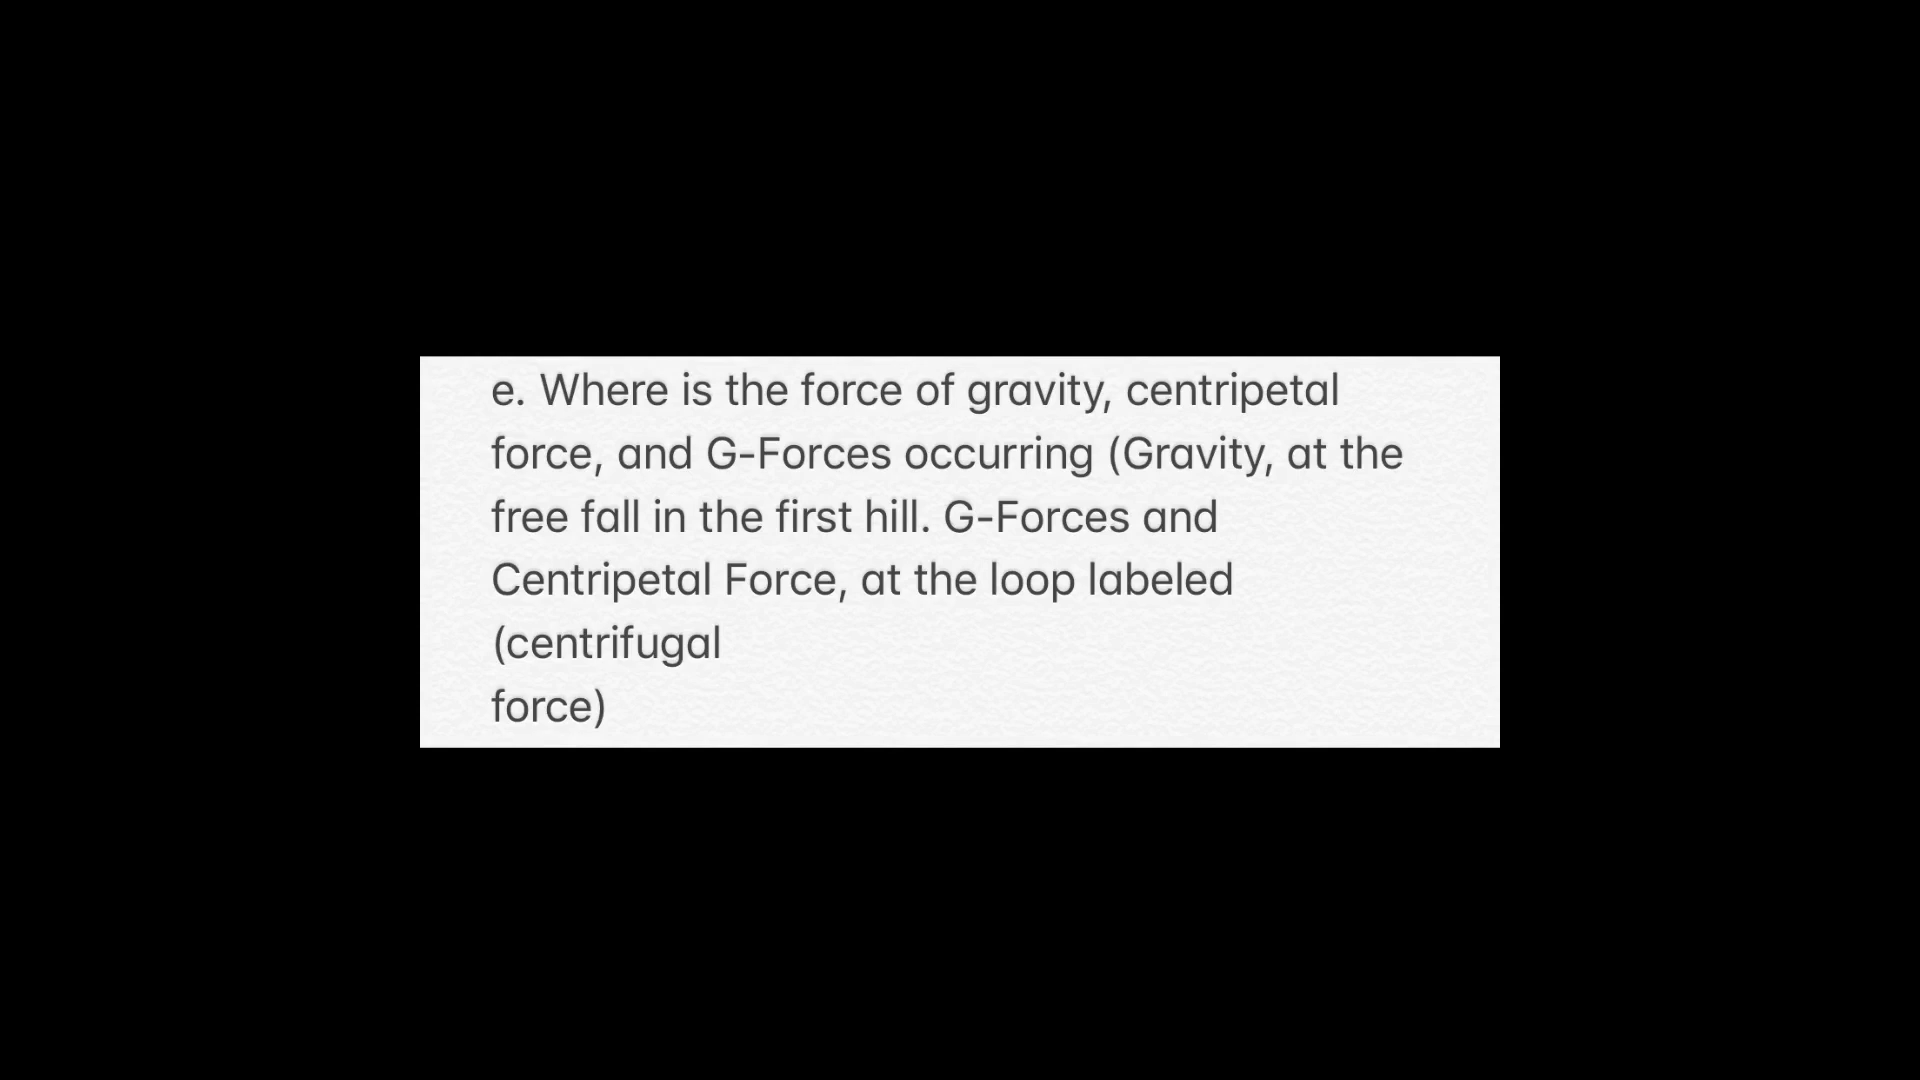 e. Where is the force of gravity, centripetal
force, and G-Forces occurring (Gravity, at the
free fall in the first hill. G-Forces and
Centripetal Force, at the loop labeled
(centrifugal
force)